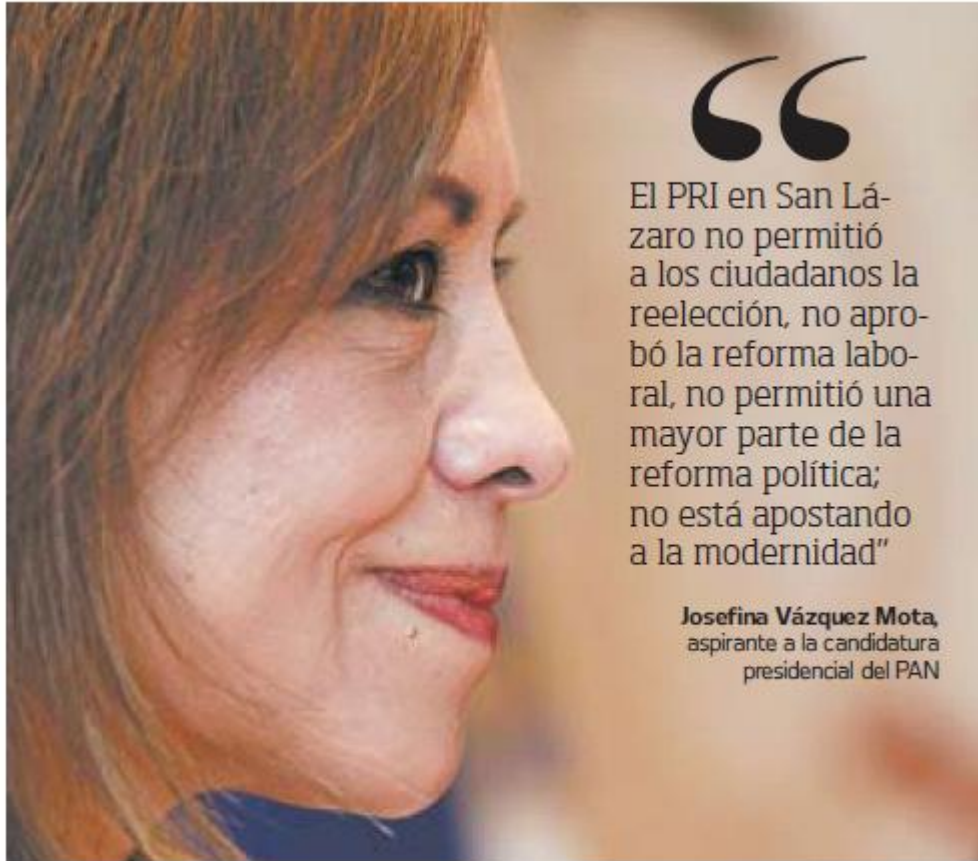 “
El PRI en San Lá-
zaro no permitió
a los ciudadanos la
reelección, no apro-
bó la reforma labo-
ral, no permitió una
mayor parte de la
reforma política;
no está apostando
a la modernidad”
Josefina Vázquez Mota,
aspirante a la candidatura
presidencial del PAN